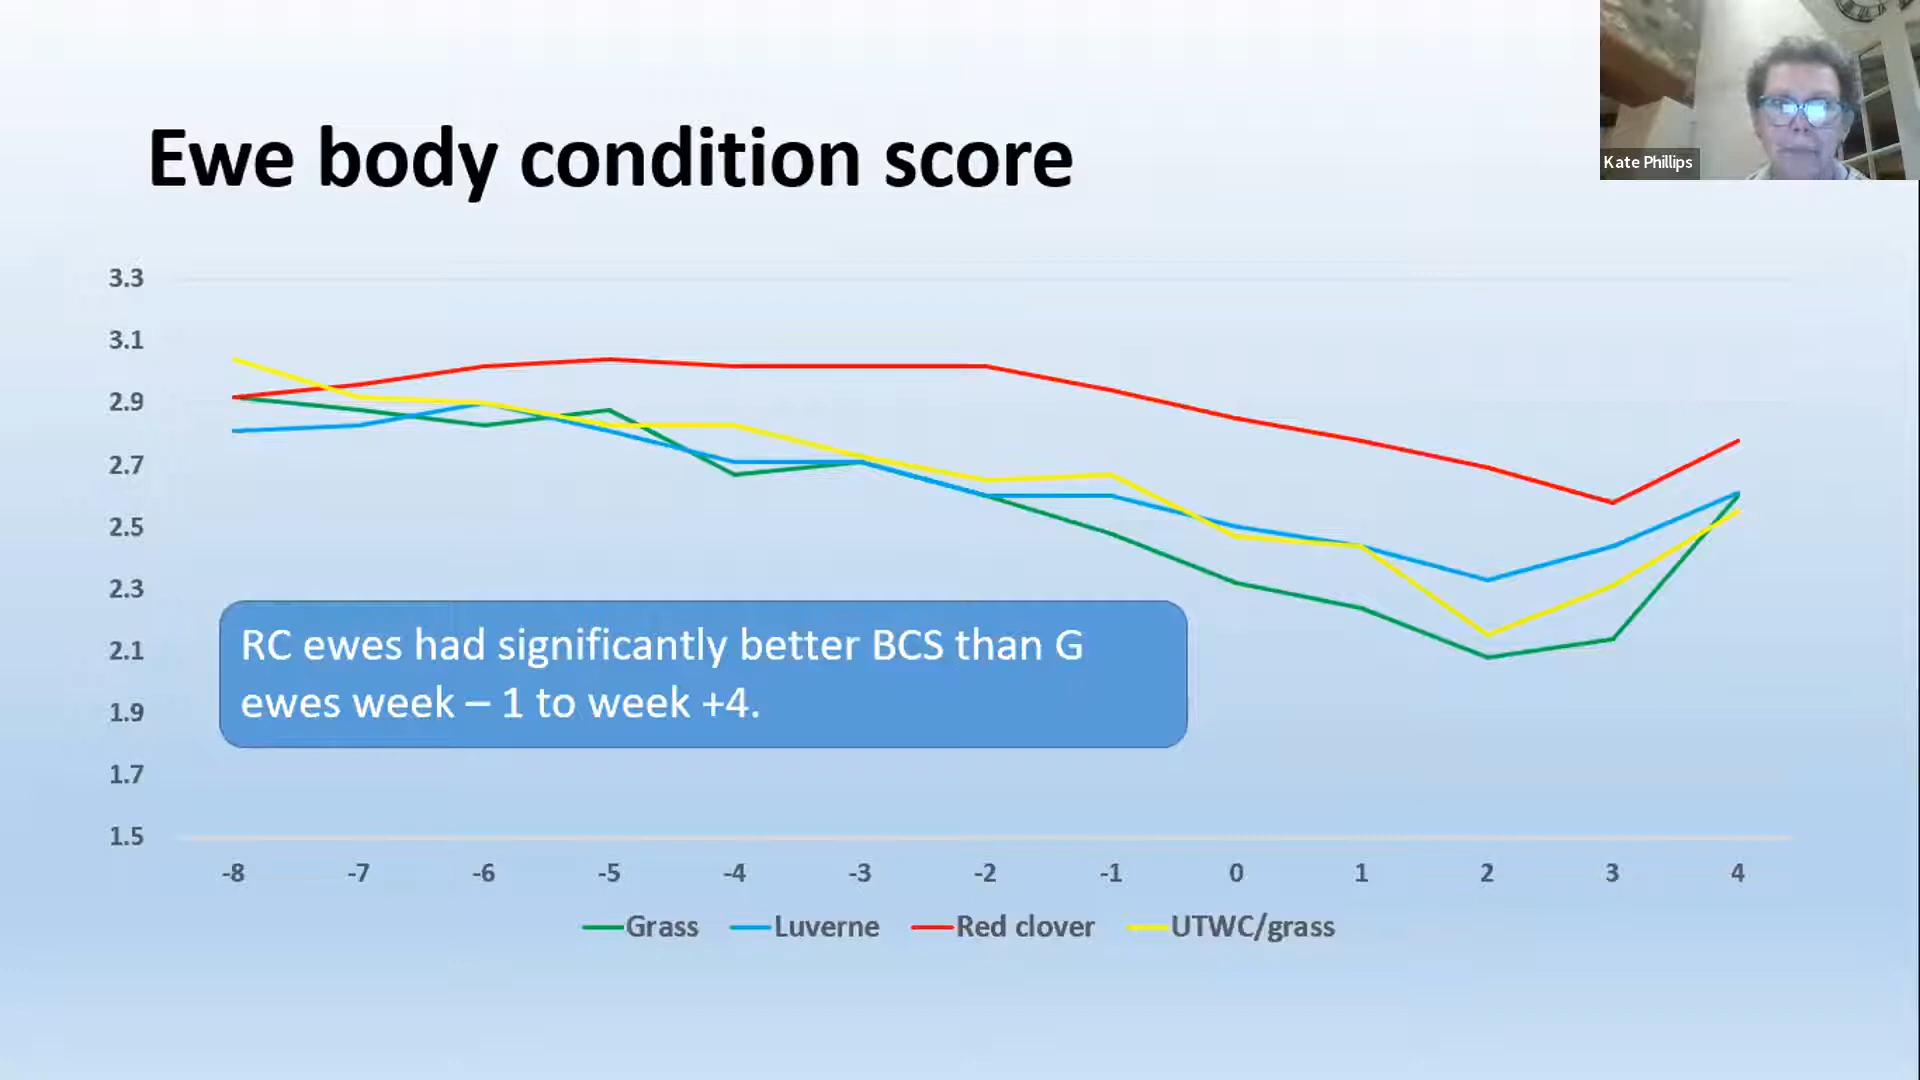 Kate Phillips
Ewe body condition score
3.3
3.1
2.9
2.7
2.5
2.3
2.1
1.9
1.7
1.5
RC ewes had significantly better BCS than G
ewes week – 1 to week +4.
-8 -7 -6 -5 -4 -3 -2 -1 0 1 2 3 4
Grass Luverne Red clover UTWC/grass